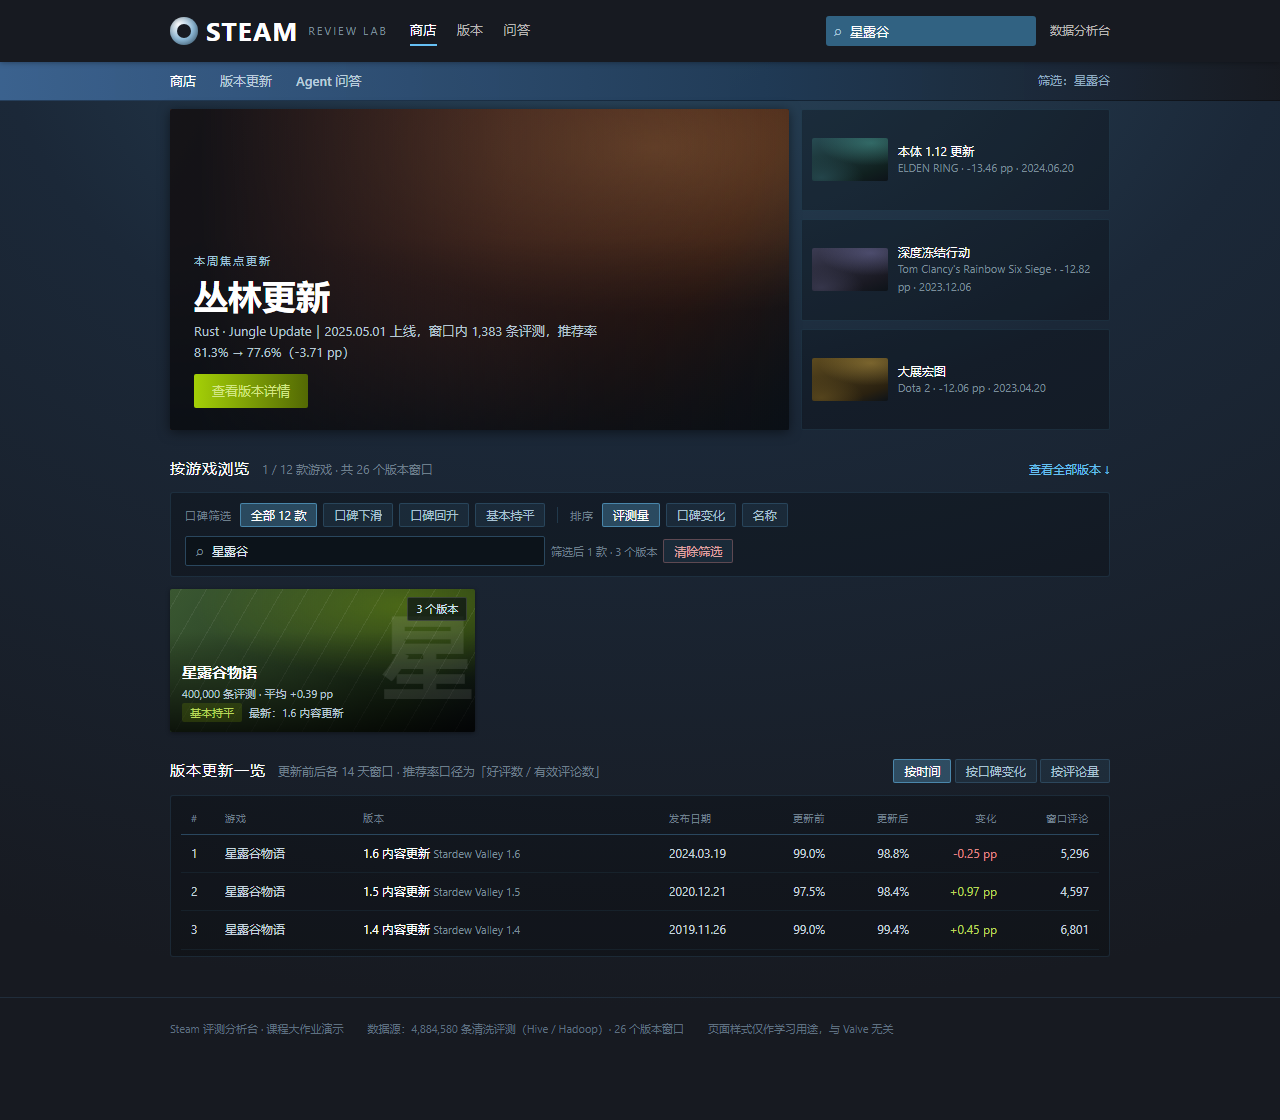 STEAM REVIEW LAB 商店 版本 问答 星露谷 数据分析台
商店 版本更新 Agent 问答 筛选：星露谷
本周焦点更新
丛林更新
Rust · Jungle Update | 2025.05.01 上线，窗口内 1,383 条评测，推荐率
81.3% → 77.6%（-3.71 pp）
查看版本详情
本体 1.12 更新
ELDEN RING · -13.46 pp · 2024.06.20
深度冻结行动
Tom Clancy's Rainbow Six Siege · -12.82
pp · 2023.12.06
大展宏图
Dota 2 · -12.06 pp · 2023.04.20
按游戏浏览 1 / 12 款游戏 · 共 26 个版本窗口 查看全部版本 ↓
口碑筛选 全部 12 款 口碑下滑 口碑回升 基本持平 排序 评测量 口碑变化 名称
星露谷 筛选后 1 款 · 3 个版本 清除筛选
3 个版本
星
星露谷物语
400,000 条评测 · 平均 +0.39 pp
基本持平 最新：1.6 内容更新
版本更新一览 更新前后各 14 天窗口 · 推荐率口径为「好评数 / 有效评论数」 按时间 按口碑变化 按评论量
# 游戏 版本 发布日期 更新前 更新后 变化 窗口评论
1 星露谷物语 1.6 内容更新 Stardew Valley 1.6 2024.03.19 99.0% 98.8% -0.25 pp 5,296
2 星露谷物语 1.5 内容更新 Stardew Valley 1.5 2020.12.21 97.5% 98.4% +0.97 pp 4,597
3 星露谷物语 1.4 内容更新 Stardew Valley 1.4 2019.11.26 99.0% 99.4% +0.45 pp 6,801
Steam 评测分析台 · 课程大作业演示 数据源：4,884,580 条清洗评测（Hive / Hadoop）· 26 个版本窗口 页面样式仅作学习用途，与 Valve 无关